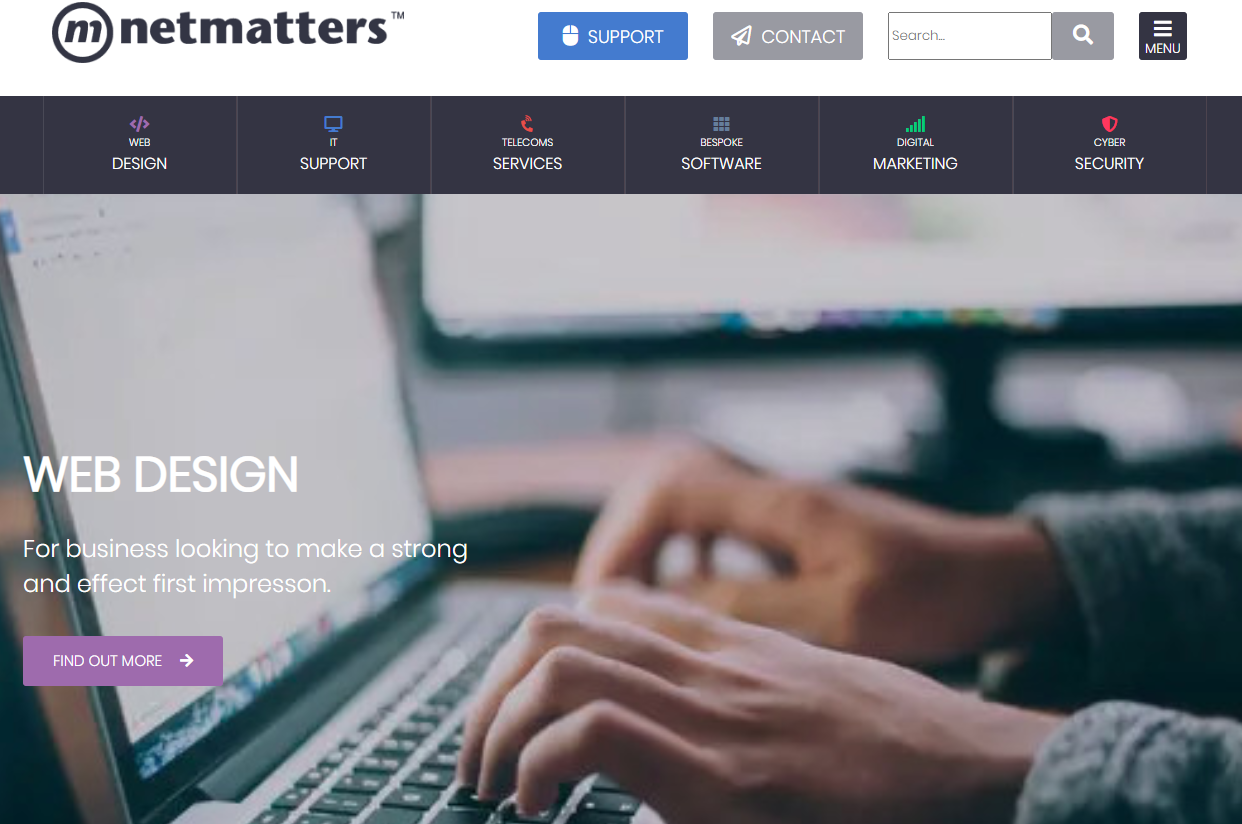 m netmatters™
SUPPORT
CONTACT
Search...
MENU
WEB
DESIGN
IT
SUPPORT
TELECOMS
SERVICES
BESPOKE
SOFTWARE
DIGITAL
MARKETING
CYBER
SECURITY
WEB DESIGN
For business looking to make a strong
and effect first impresson.
FIND OUT MORE